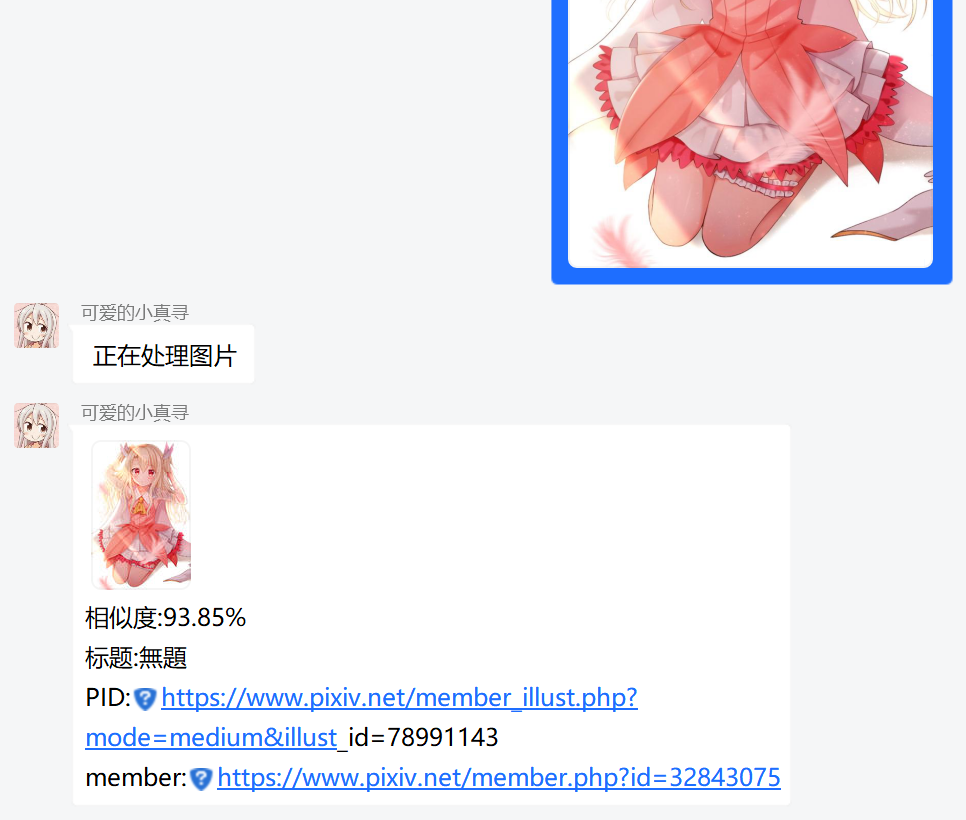 可爱的小真寻
正在处理图片
可爱的小真寻
相似度:93.85%
标题:無題
PID:https://www.pixiv.net/member_illust.php?
mode=medium&illust_id=78991143
member:https://www.pixiv.net/member.php?id=32843075